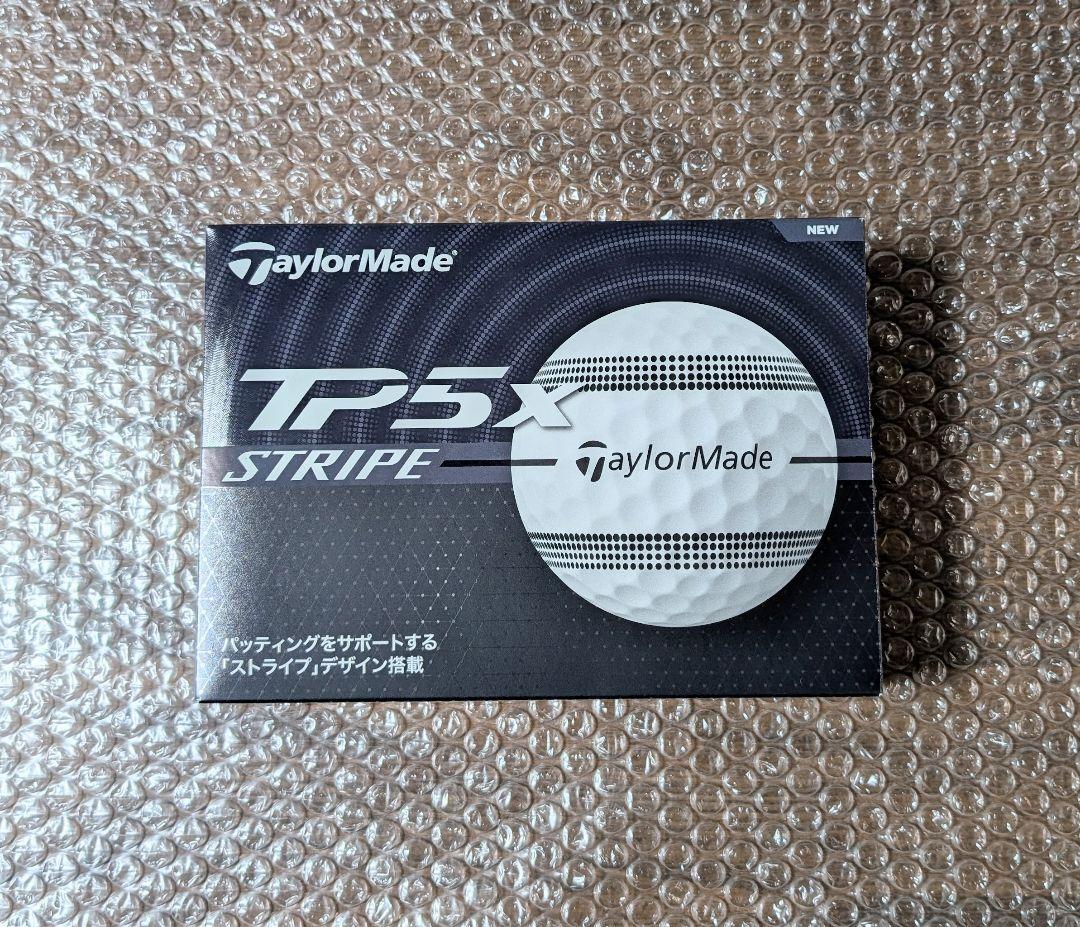 NEW
TaylorMade®
TP5x
STRIPE
TaylorMade
パッティングをサポートする
「ストライプ」デザイン搭載